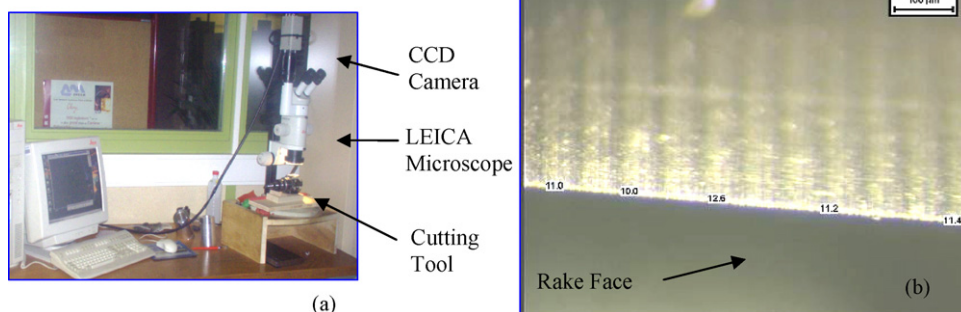 CCD
Camera
LEICA
Microscope
Cutting
Tool
(a)
100 µm
11.0
10.0
12.6
11.2
11.4
Rake Face
(b)